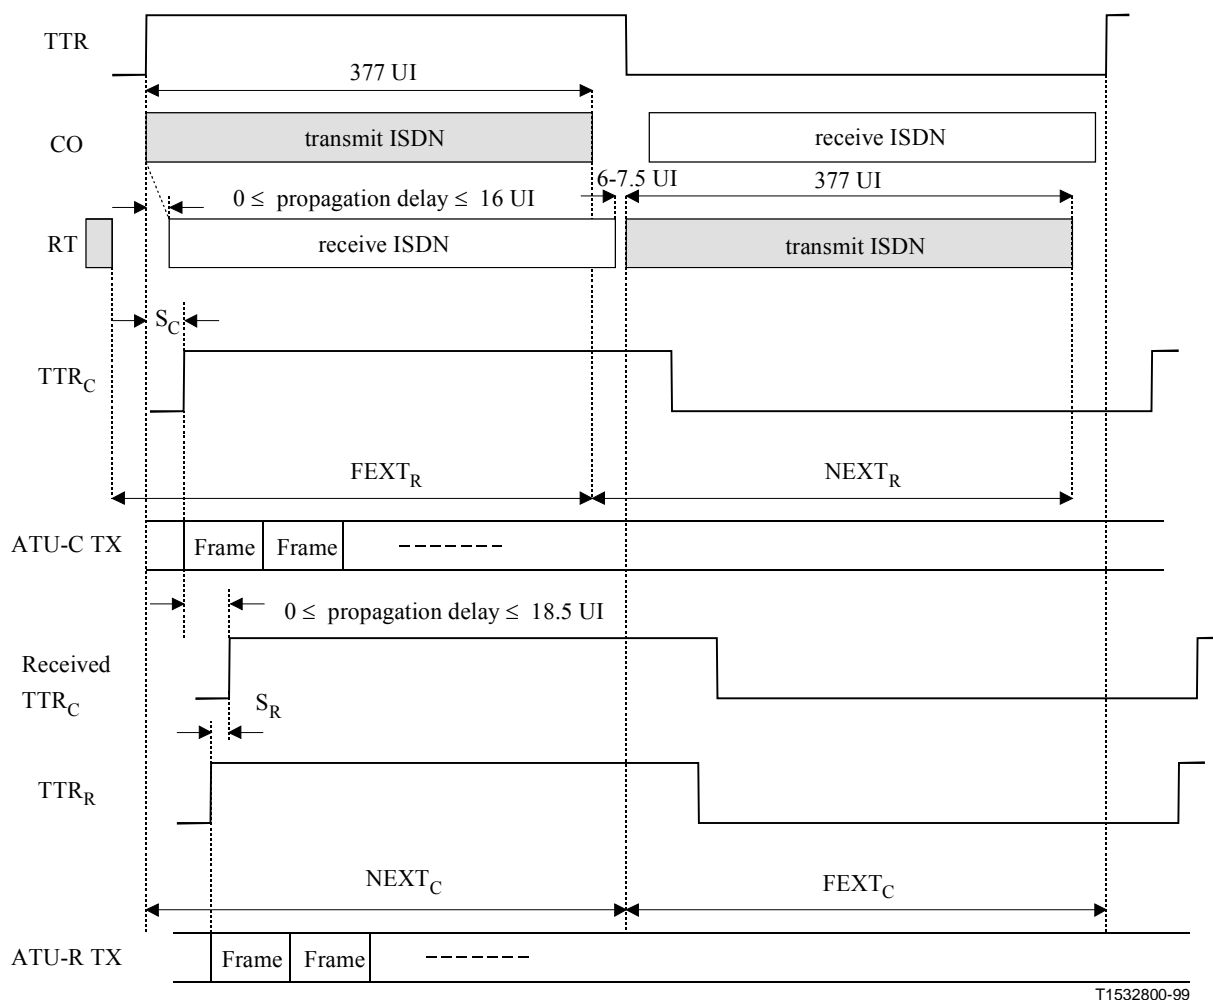 TTR
377 UI
CO
transmit ISDN
receive ISDN
6-7.5 UI
377 UI
0 ≤ propagation delay ≤ 16 UI
RT
receive ISDN
transmit ISDN
S_C
TTR_C
FEXT_R
NEXT_R
ATU-C TX
Frame
Frame
0 ≤ propagation delay ≤ 18.5 UI
Received
TTR_C
S_R
TTR_R
NEXT_C
FEXT_C
ATU-R TX
Frame
Frame
T1532800-99